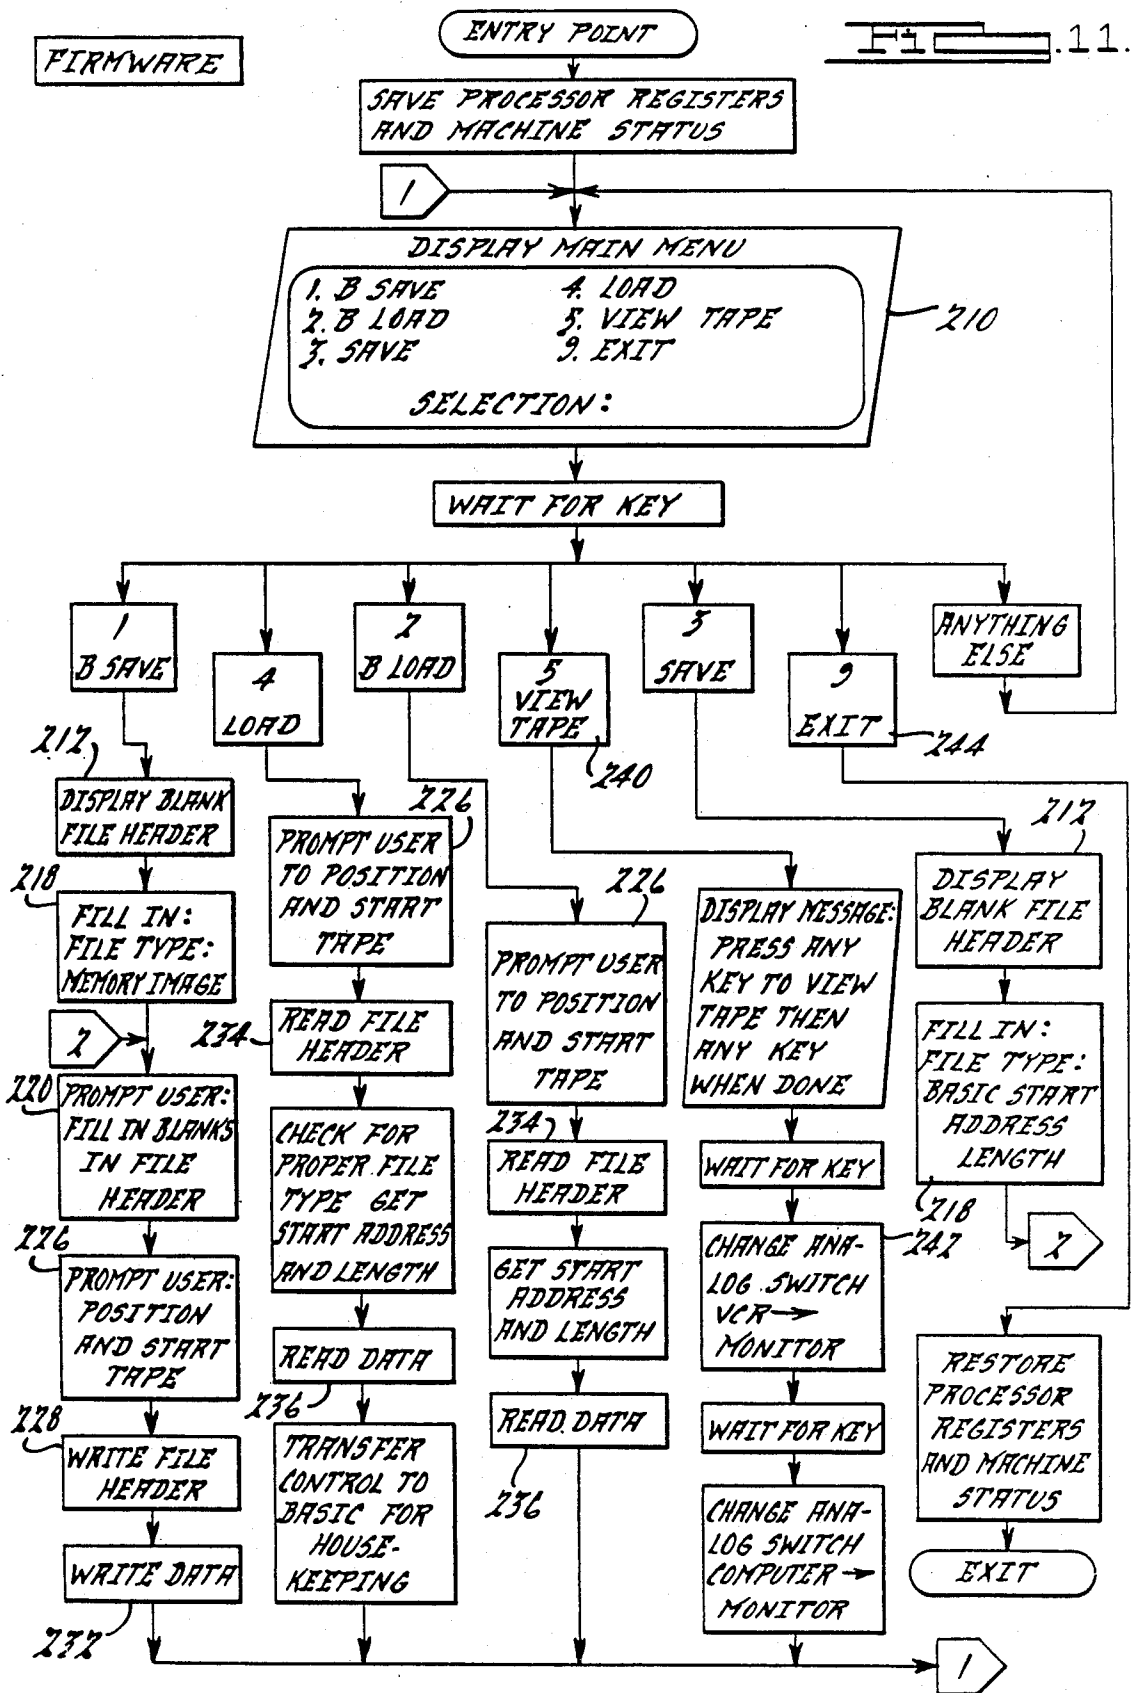 FIRMWARE
ENTRY POINT
Fig.11.
SAVE PROCESSOR REGISTERS
AND MACHINE STATUS
1
DISPLAY MAIN MENU
1. B SAVE 4. LOAD
2. B LOAD 5. VIEW TAPE
3. SAVE 9. EXIT
SELECTION:
210
WAIT FOR KEY
1
B SAVE
4
LOAD
2
B LOAD
5
VIEW
TAPE
240
3
SAVE
9
EXIT
244
ANYTHING
ELSE
212
DISPLAY BLANK
FILE HEADER
218
FILL IN:
FILE TYPE:
MEMORY IMAGE
2
220
PROMPT USER:
FILL IN BLANKS
IN FILE
HEADER
226
PROMPT USER:
POSITION
AND START
TAPE
228
WRITE FILE
HEADER
WRITE DATA
232
226
PROMPT USER
TO POSITION
AND START
TAPE
234
READ FILE
HEADER
CHECK FOR
PROPER FILE
TYPE GET
START ADDRESS
AND LENGTH
READ DATA
236
TRANSFER
CONTROL TO
BASIC FOR
HOUSE-
KEEPING
226
PROMPT USER
TO POSITION
AND START
TAPE
234
READ FILE
HEADER
GET START
ADDRESS
AND LENGTH
READ DATA
236
DISPLAY MESSAGE:
PRESS ANY
KEY TO VIEW
TAPE THEN
ANY KEY
WHEN DONE
WAIT FOR KEY
242
CHANGE ANA-
LOG SWITCH
VCR→
MONITOR
WAIT FOR KEY
CHANGE ANA-
LOG SWITCH
COMPUTER→
MONITOR
212
DISPLAY
BLANK FILE
HEADER
FILL IN:
FILE TYPE:
BASIC START
ADDRESS
LENGTH
218
2
RESTORE
PROCESSOR
REGISTERS
AND MACHINE
STATUS
EXIT
1